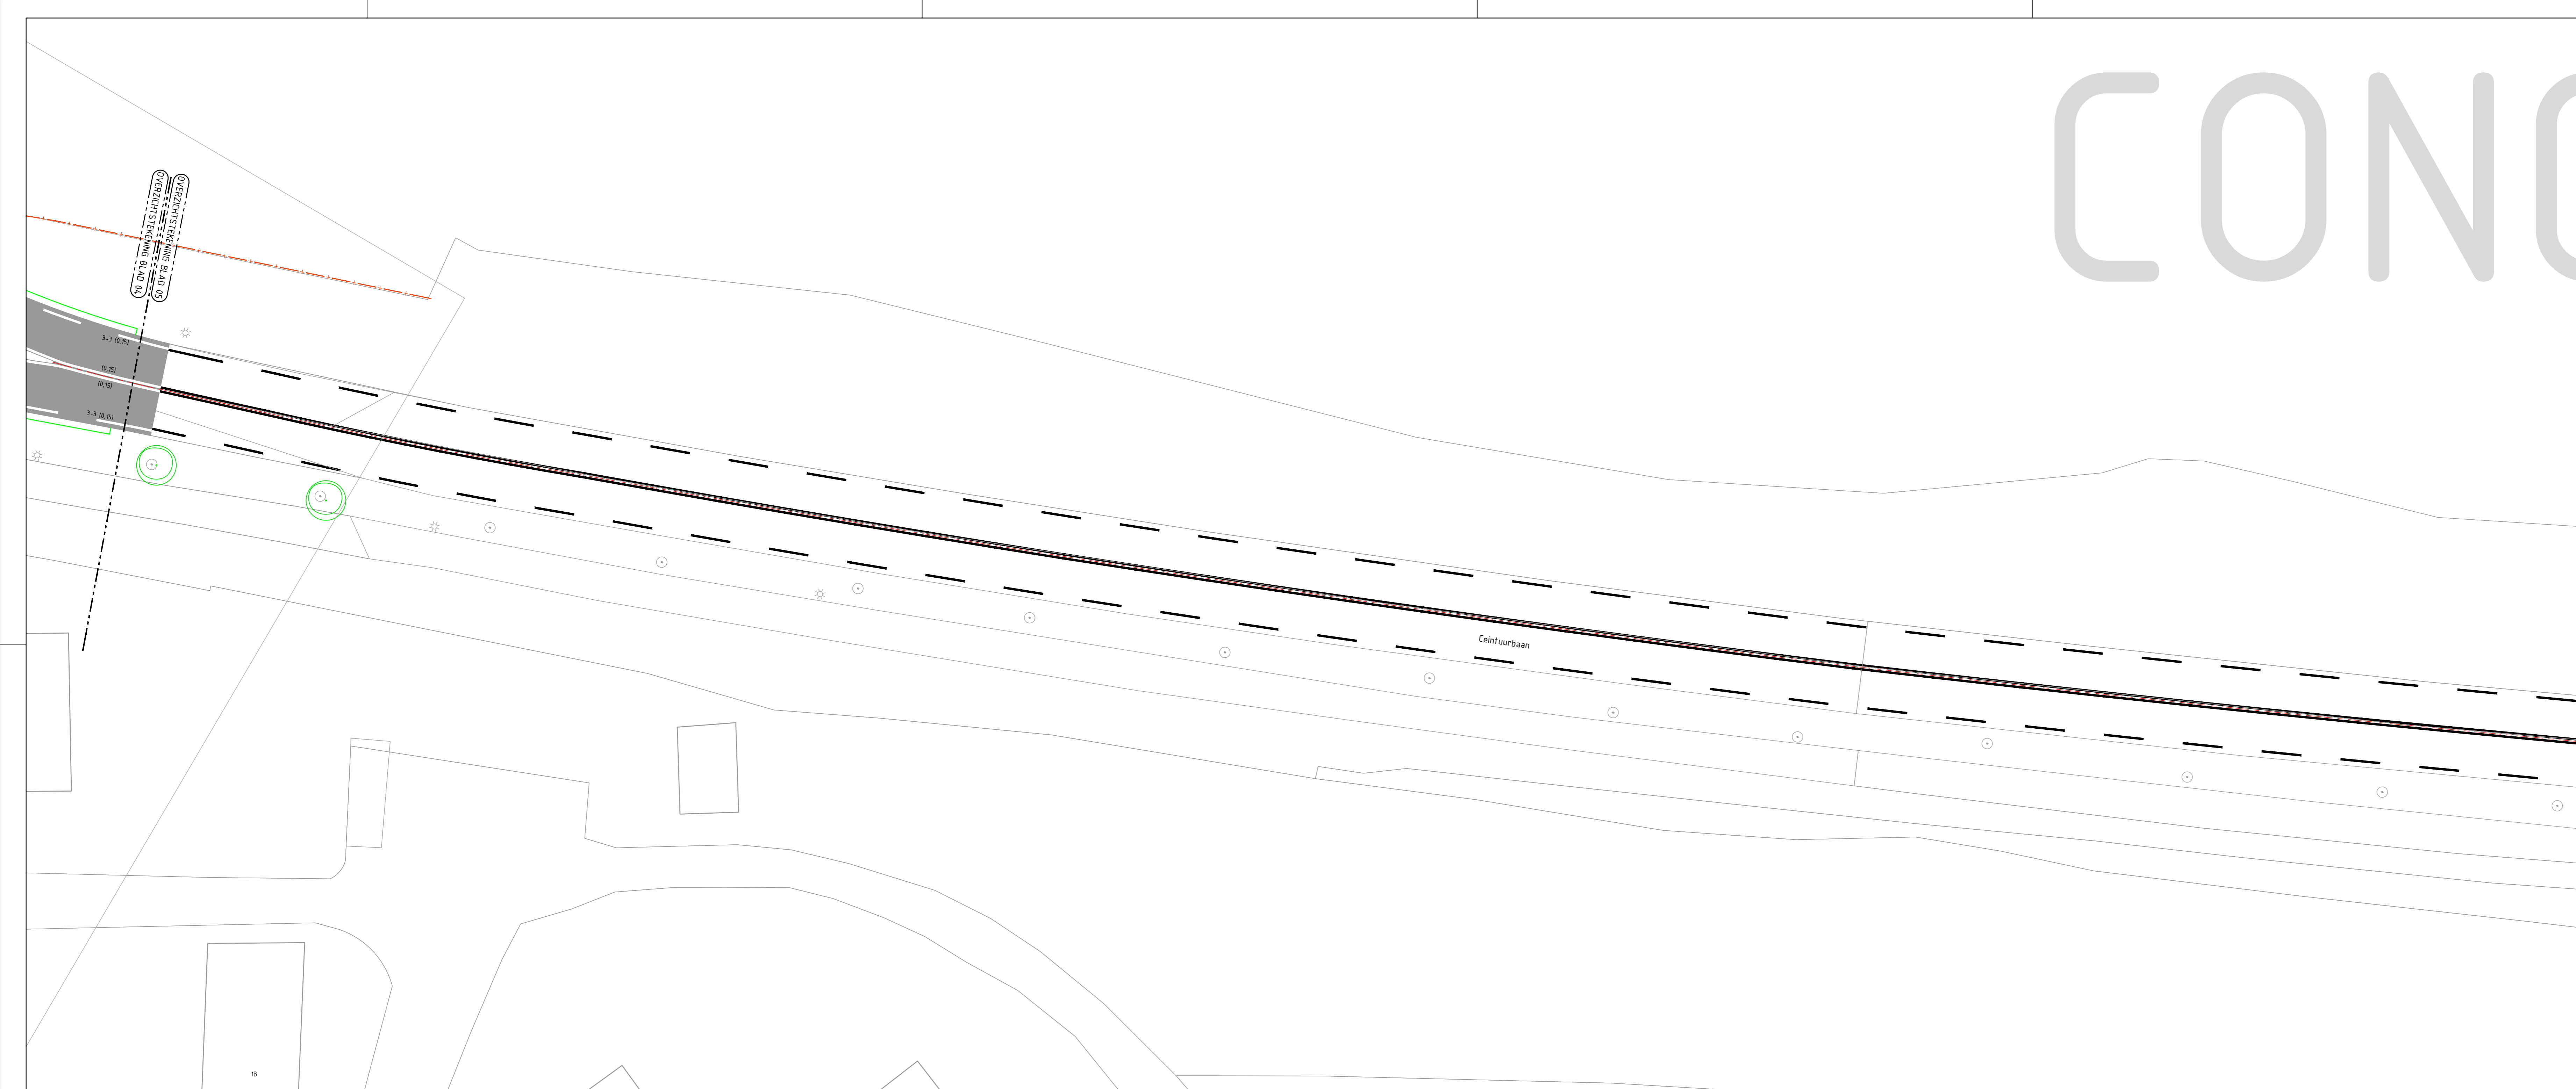 CONC
OVERZICHTSTEKENING BLAD 04
OVERZICHTSTEKENING BLAD 05
3-3 (0,15)
(0,15)
(0,15)
3-3 (0,15)
Ceintuurbaan
1B